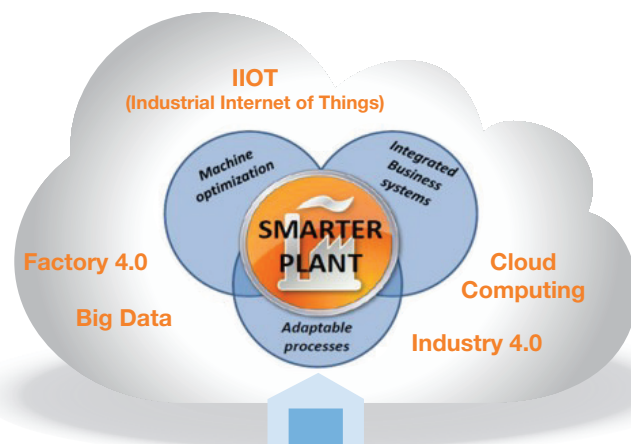 IIOT
(Industrial Internet of Things)
Machine
optimization
Integrated
Business
systems
SMARTER
PLANT
Factory 4.0
Cloud
Computing
Big Data
Adaptable
processes
Industry 4.0